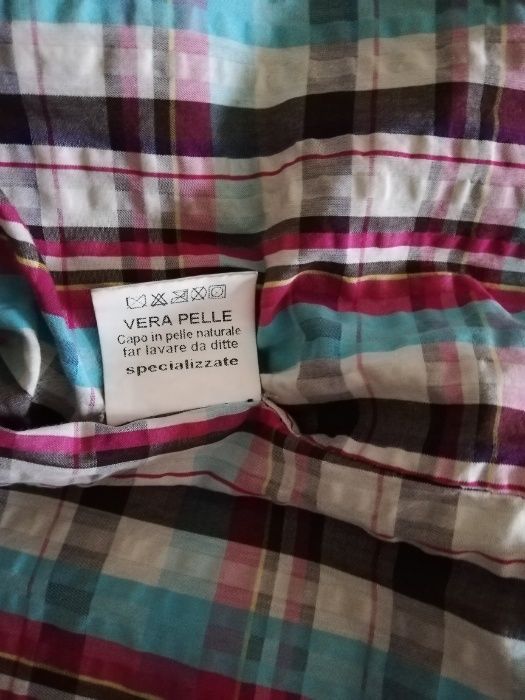 VERA PELLE
Capo in pelle naturale
far lavare da ditte
specializzate